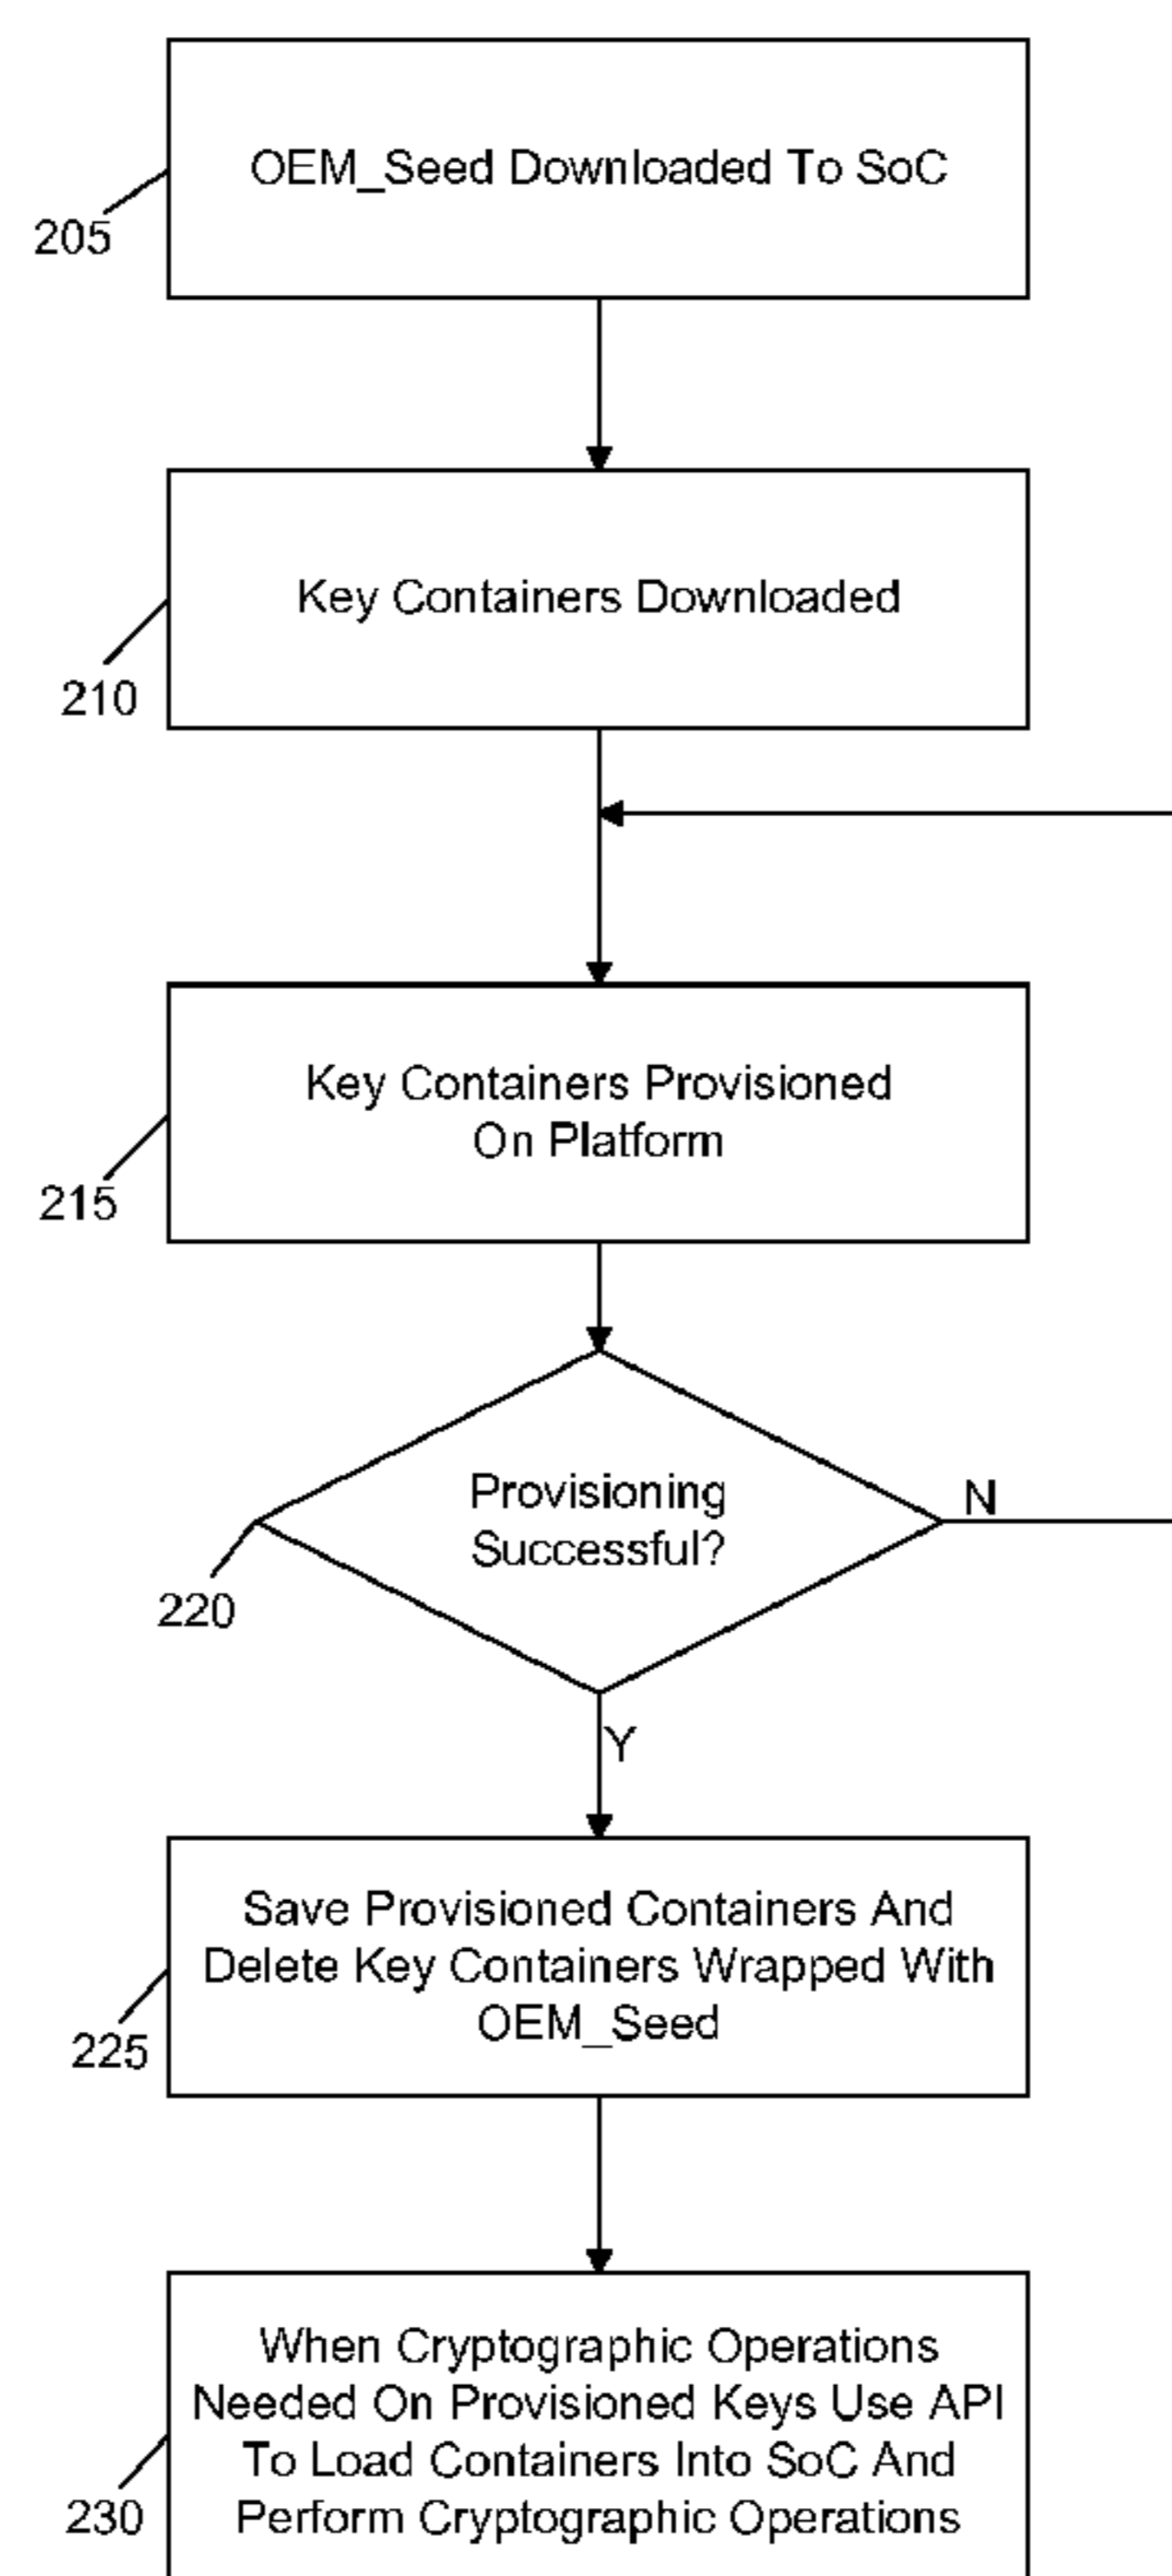 OEM_Seed Downloaded To SoC
205
Key Containers Downloaded
210
Key Containers Provisioned
On Platform
215
Provisioning
Successful?
N
220
Y
Save Provisioned Containers And
Delete Key Containers Wrapped With
OEM_Seed
225
When Cryptographic Operations
Needed On Provisioned Keys Use API
To Load Containers Into SoC And
Perform Cryptographic Operations
230